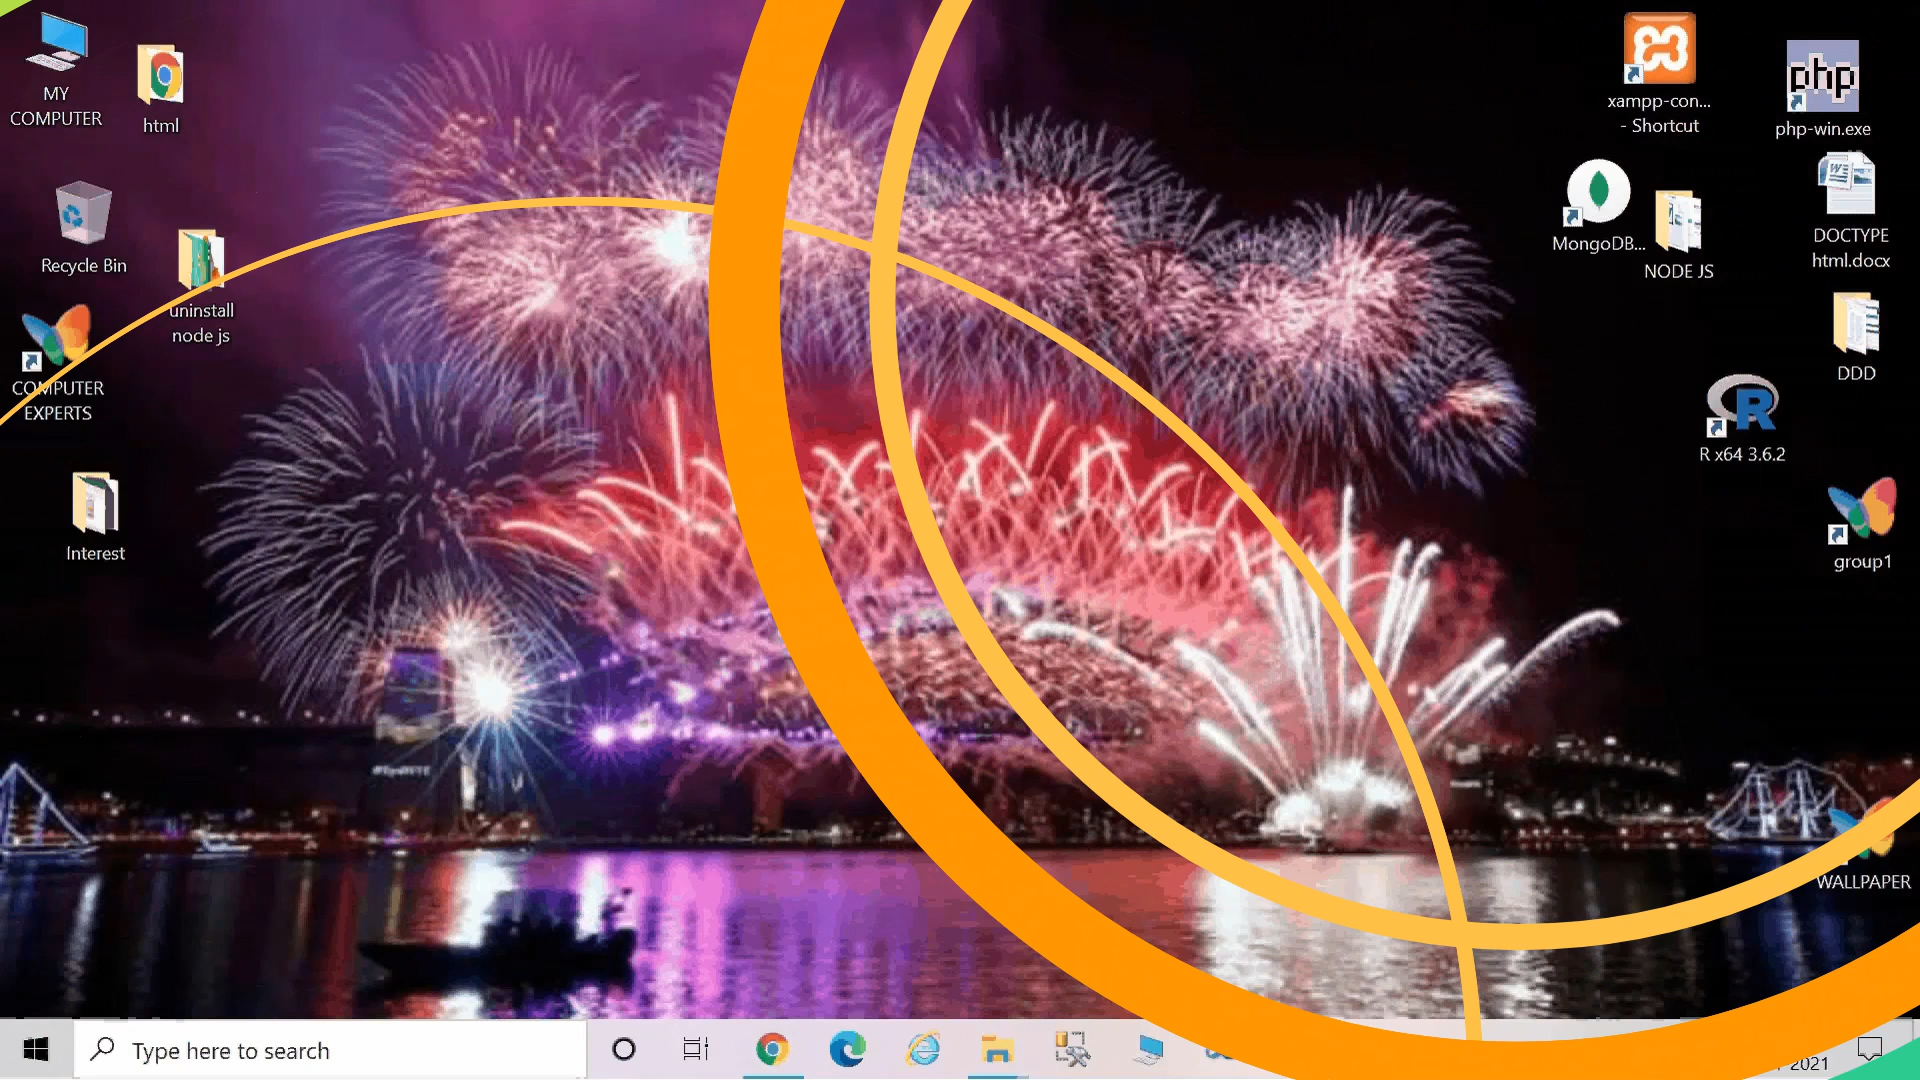 MY
COMPUTER
html
Recycle Bin
uninstall
node js
COMPUTER
EXPERTS
Interest
xampp-con...
- Shortcut
php
php-win.exe
MongoDB...
NODE JS
W
DOCTYPE
html.docx
DDD
R
R x64 3.6.2
group1
WALLPAPER
Type here to search
2021